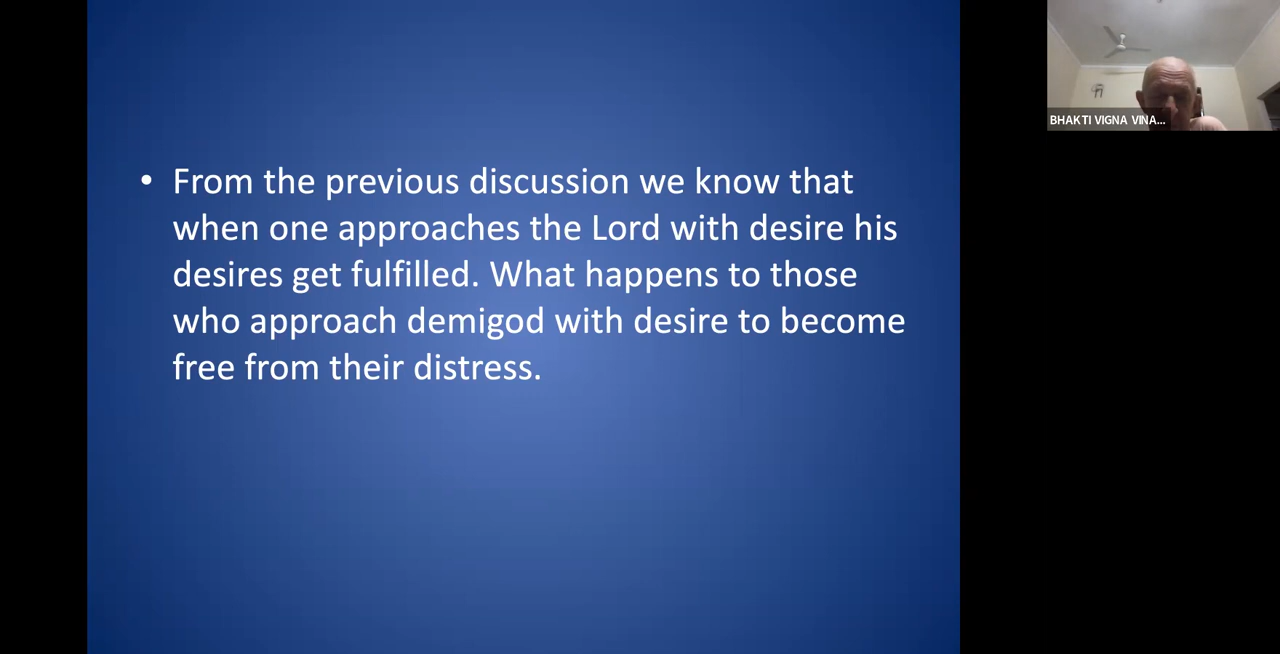 • From the previous discussion we know that
when one approaches the Lord with desire his
desires get fulfilled. What happens to those
who approach demigod with desire to become
free from their distress.
BHAKTI VIGNA VINA...